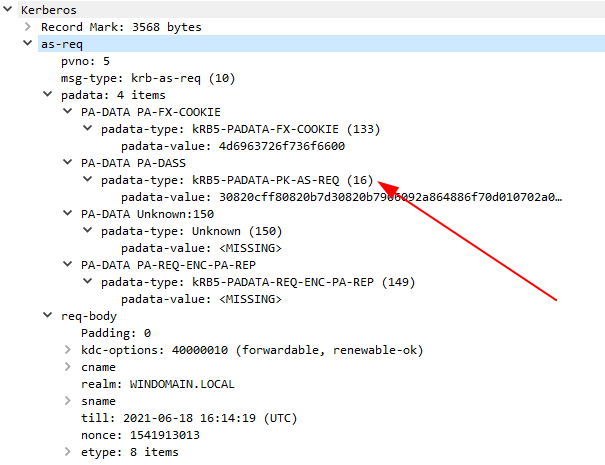 Kerberos
Record Mark: 3568 bytes
as-req
pvno: 5
msg-type: krb-as-req (10)
padata: 4 items
PA-DATA PA-FX-COOKIE
padata-type: kRB5-PADATA-FX-COOKIE (133)
padata-value: 4d6963726f736f6600
PA-DATA PA-DASS
padata-type: kRB5-PADATA-PK-AS-REQ (16)
padata-value: 30820cff80820b7d30820b7906092a864886f70d010702a0…
PA-DATA Unknown:150
padata-type: Unknown (150)
padata-value: <MISSING>
PA-DATA PA-REQ-ENC-PA-REP
padata-type: kRB5-PADATA-REQ-ENC-PA-REP (149)
padata-value: <MISSING>
req-body
Padding: 0
kdc-options: 40000010 (forwardable, renewable-ok)
cname
realm: WINDOMAIN.LOCAL
sname
till: 2021-06-18 16:14:19 (UTC)
nonce: 1541913013
etype: 8 items